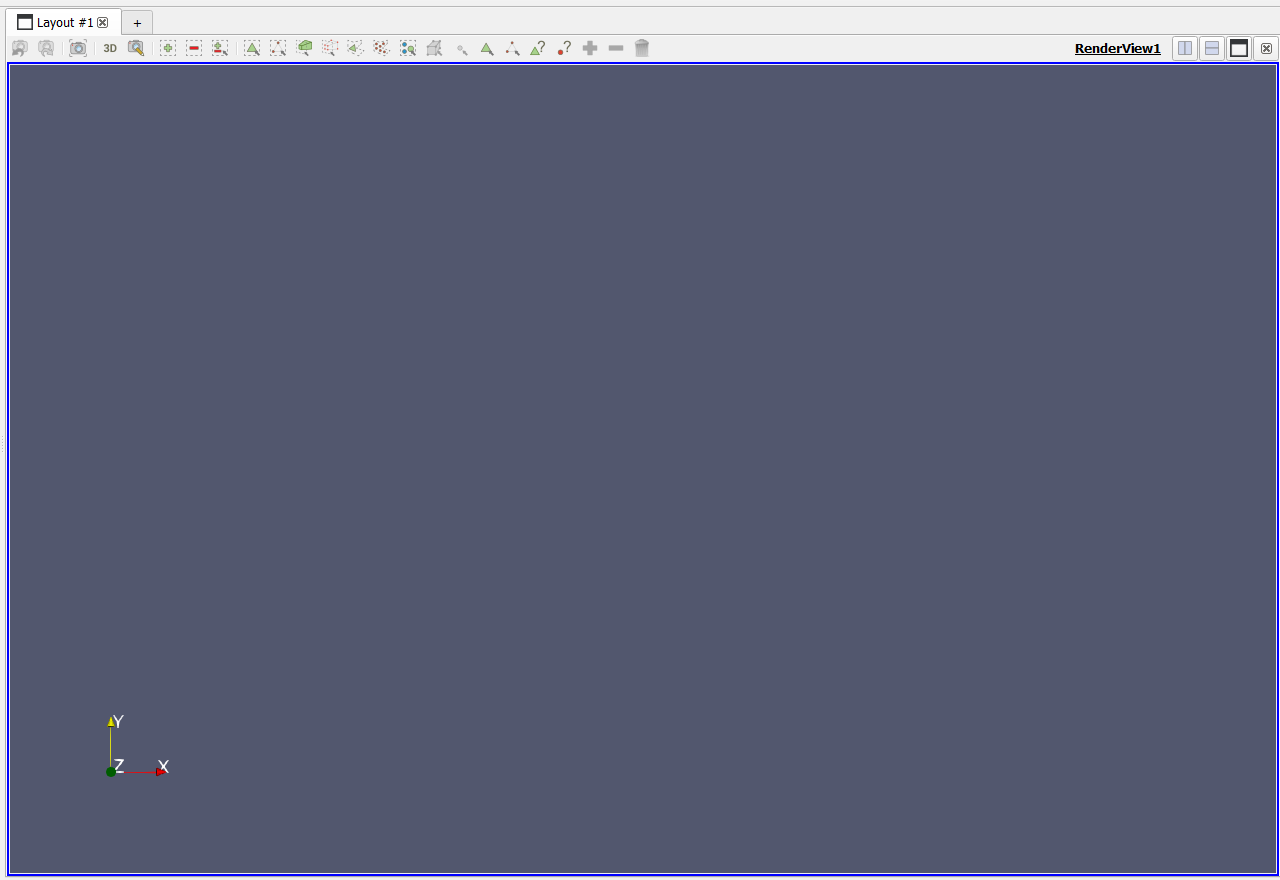 Layout #1 +
3D ? ? RenderView1
Y
Z X